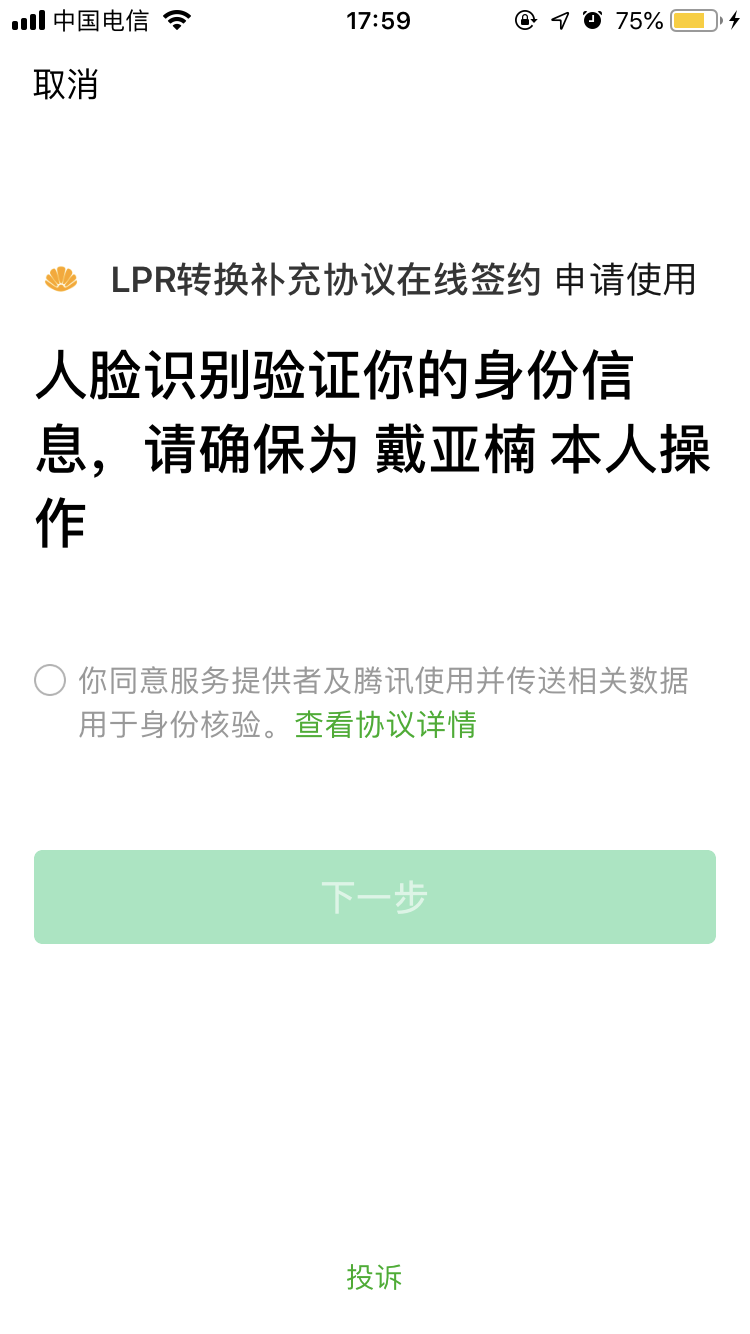 中国电信
17:59
75%
取消
LPR转换补充协议在线签约 申请使用
人脸识别验证你的身份信
息，请确保为 戴亚楠 本人操
作
你同意服务提供者及腾讯使用并传送相关数据
用于身份核验。查看协议详情
下一步
投诉